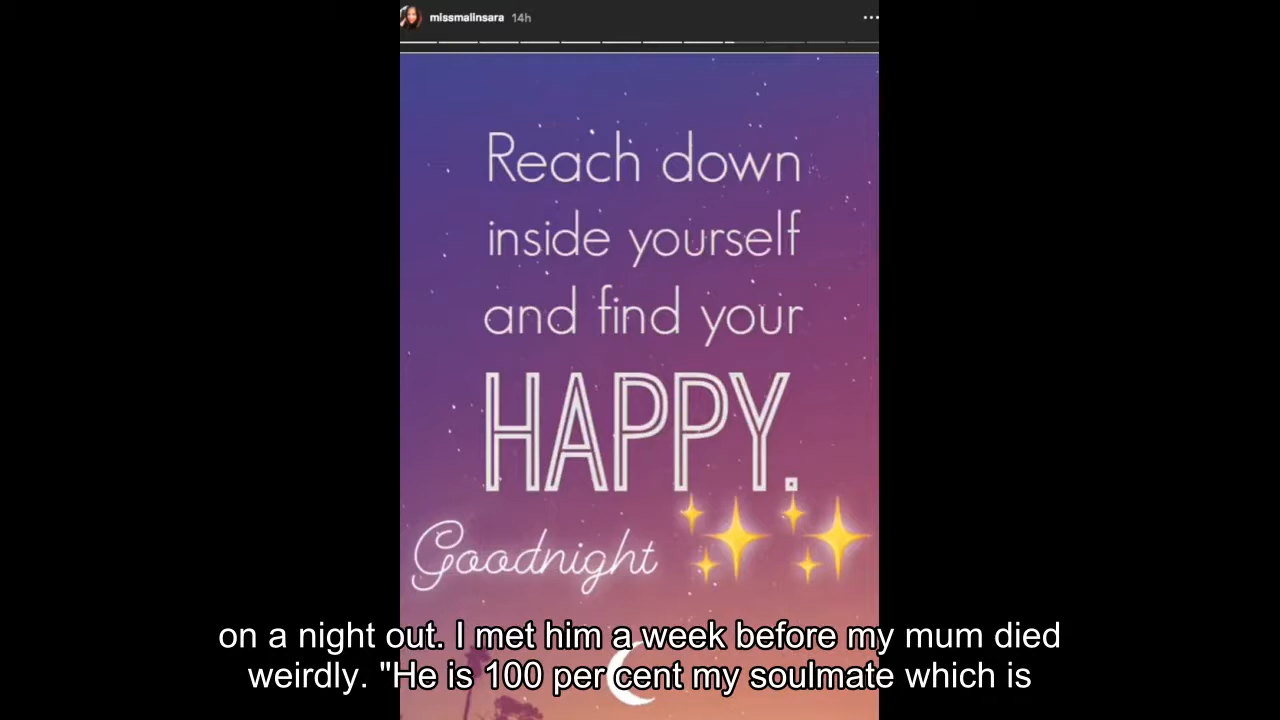 missmalinsara 14h
Reach down
inside yourself
and find your
HAPPY.
Goodnight
on a night out. I met him a week before my mum died
weirdly. "He is 100 per cent my soulmate which is